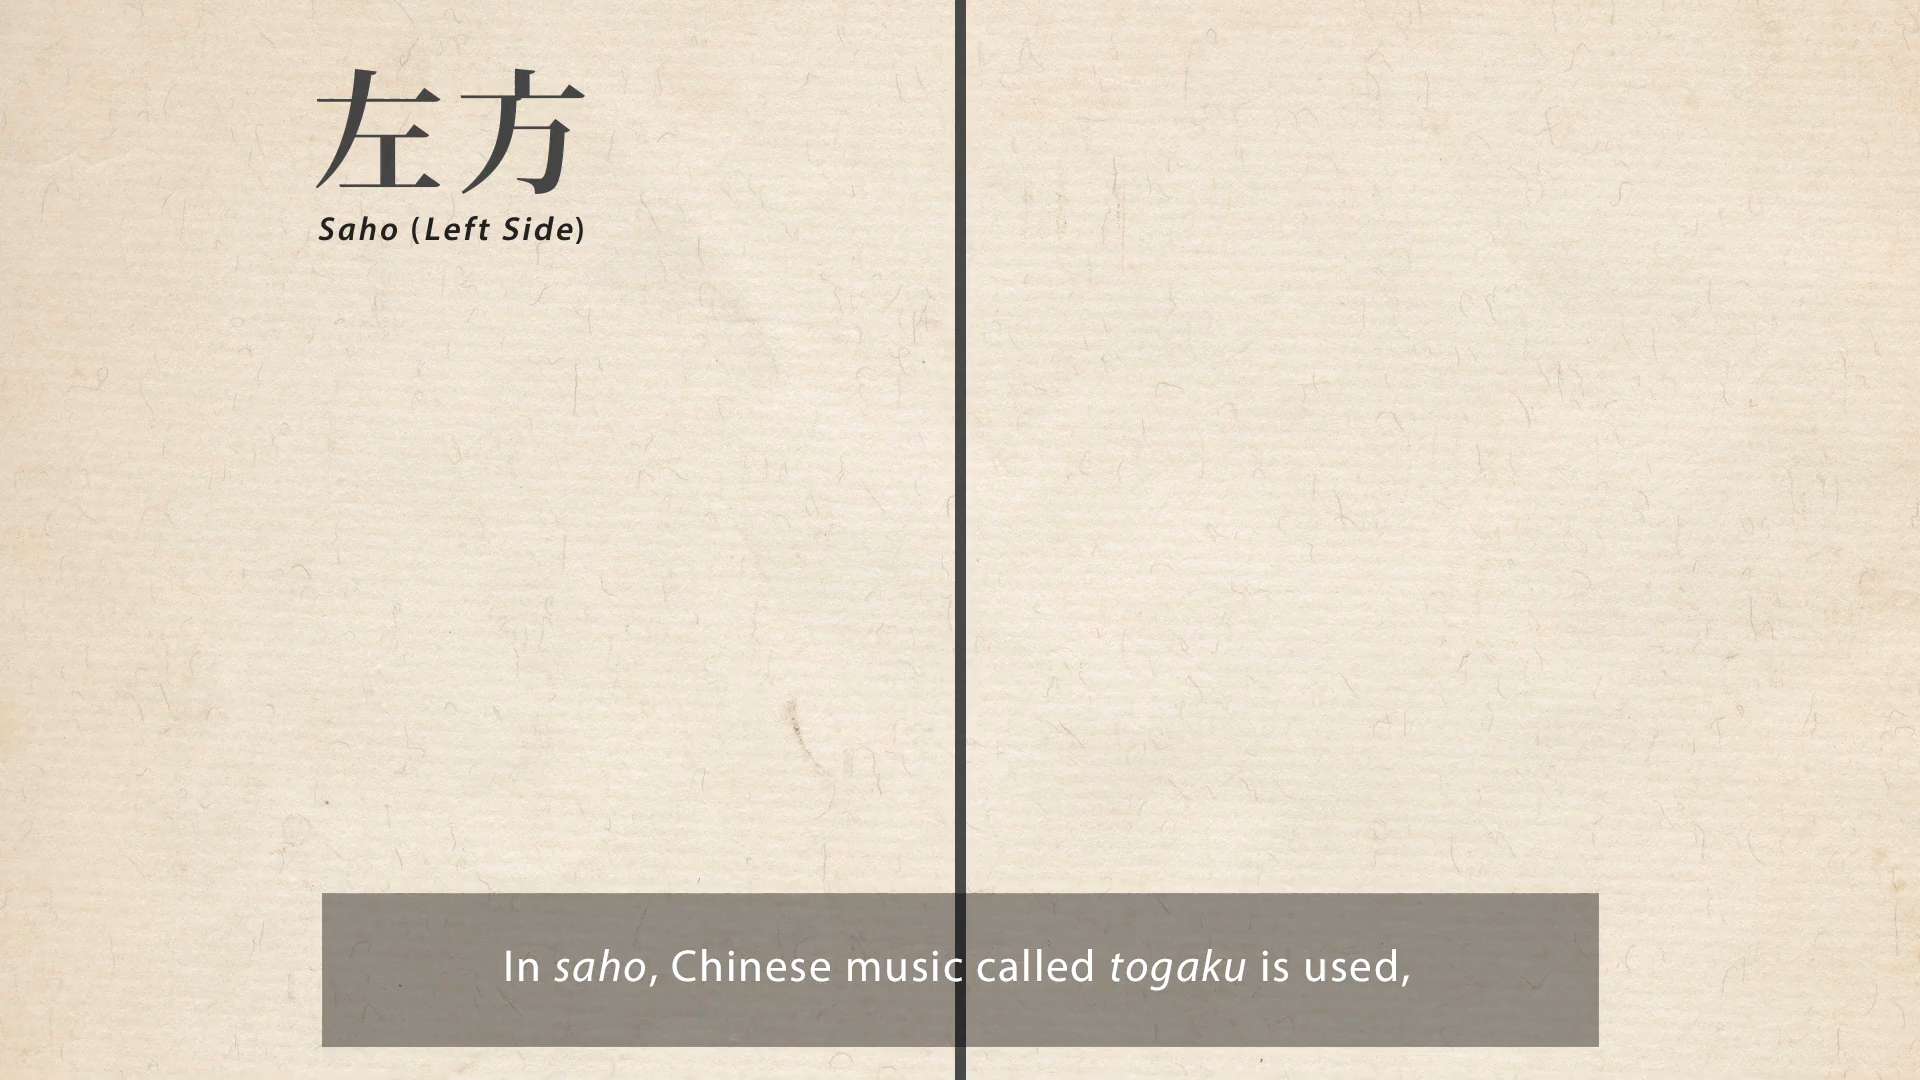 左方
Saho (Left Side)
In saho, Chinese music called togaku is used,